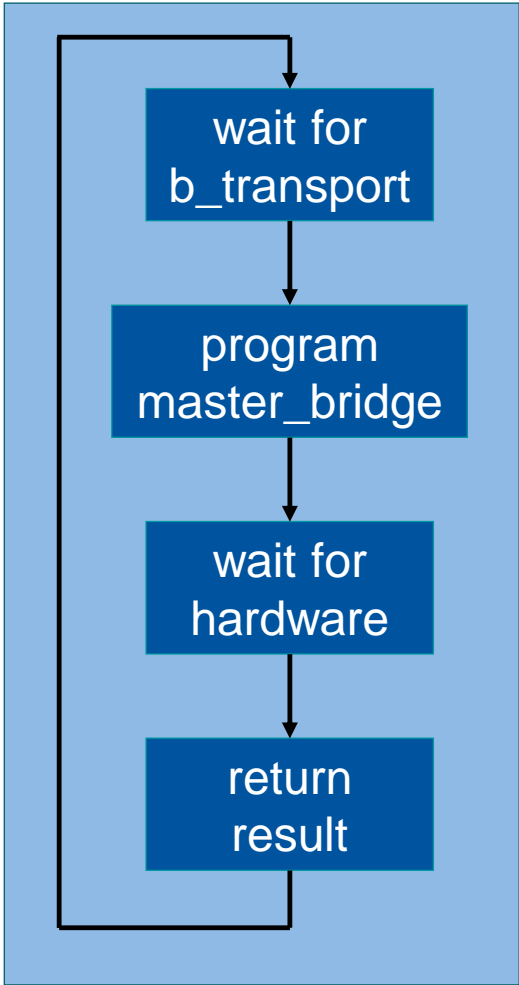 wait for
b_transport
program
master_bridge
wait for
hardware
return
result